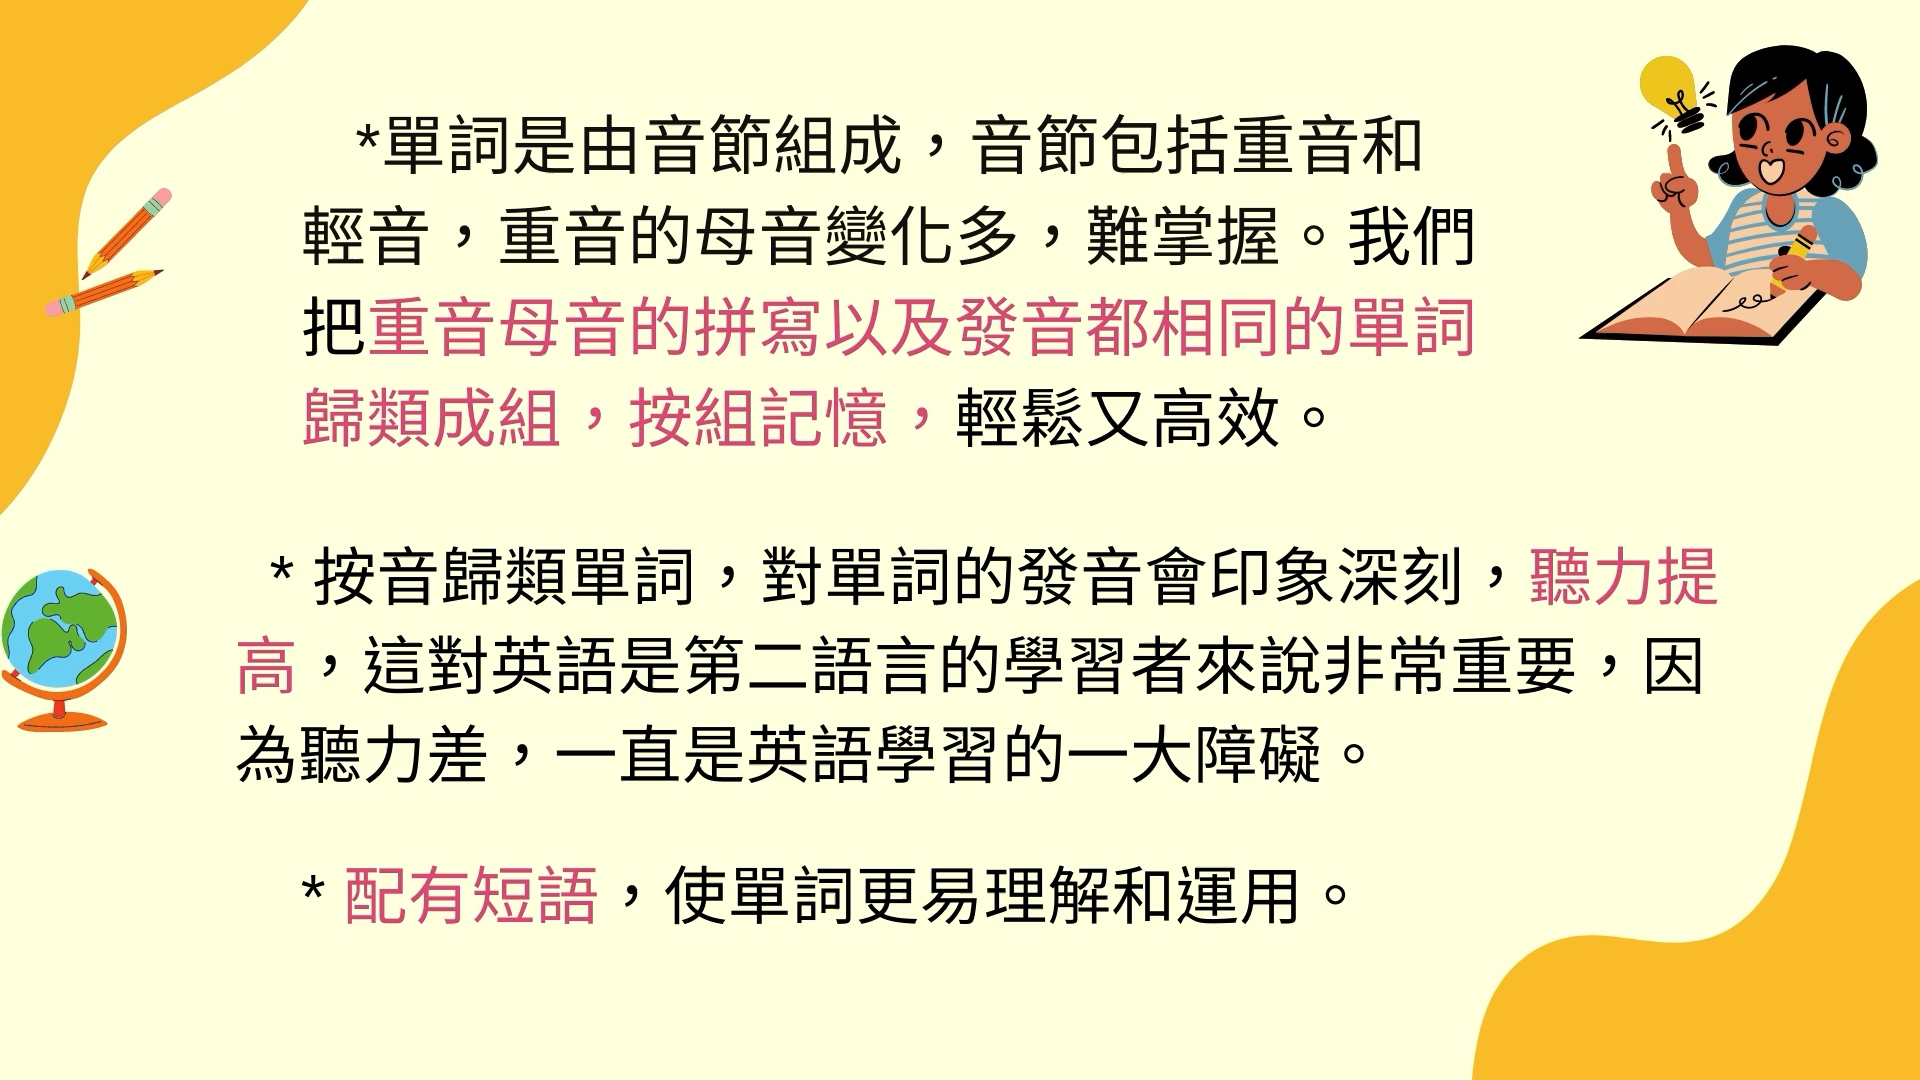 *單詞是由音節組成，音節包括重音和
輕音，重音的母音變化多，難掌握。我們
把重音母音的拼寫以及發音都相同的單詞
歸類成組，按組記憶，輕鬆又高效。
* 按音歸類單詞，對單詞的發音會印象深刻，聽力提
高，這對英語是第二語言的學習者來說非常重要，因
為聽力差，一直是英語學習的一大障礙。
* 配有短語，使單詞更易理解和運用。